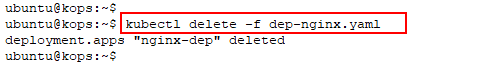 ubuntu@kops:~$
ubuntu@kops:~$ kubectl delete -f dep-nginx.yaml
deployment.apps "nginx-dep" deleted
ubuntu@kops:~$